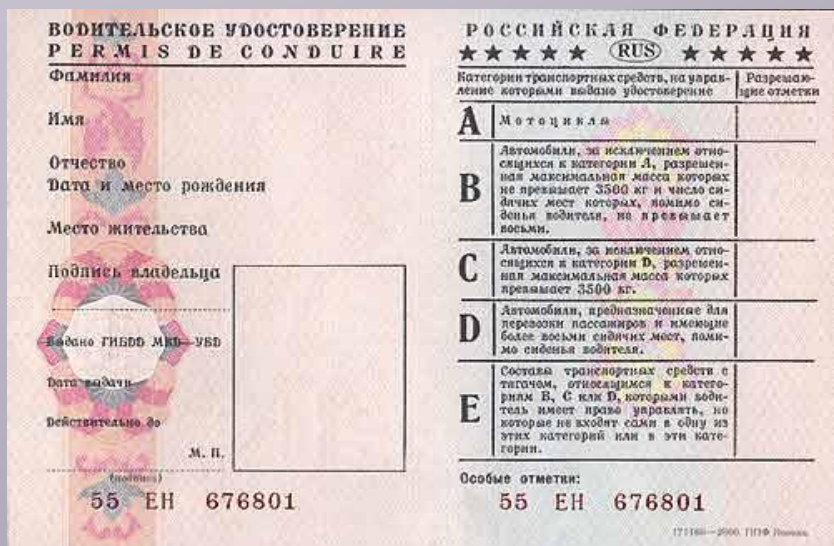 ВОДИТЕЛЬСКОЕ УДОСТОВЕРЕНИЕ
PERMIS DE CONDUIRE
Фамилия
Имя
Отчество
Дата и место рождения
Место жительства
Подпись владельца
Выдано ГИБДД МВД—УВД
Дата выдачи
Действительно до
М. П.
(подпись)
55 ЕН 676801
РОССИЙСКАЯ ФЕДЕРАЦИЯ
★★★★★ RUS ★★★★★
Категории транспортных средств, на управ-
ление которыми выдано удостоверение
Разрешаю-
щие отметки
A Мотоциклы
B Автомобили, за исключением отно-
сящихся к категории A, разрешен-
ная максимальная масса которых
не превышает 3500 кг и число си-
дячих мест которых, помимо си-
денья водителя, не превышает
восьми.
C Автомобили, за исключением отно-
сящихся к категории D, разрешен-
ная максимальная масса которых
превышает 3500 кг.
D Автомобили, предназначенные для
перевозки пассажиров и имеющие
более восьми сидячих мест, поми-
мо сиденья водителя.
E Составы транспортных средств с
тягачом, относящимся к катего-
риям B, C или D, которыми води-
тель имеет право управлять, но
которые не входят сами в одну из
этих категорий или в эти кате-
гории.
Особые отметки:
55 ЕН 676801